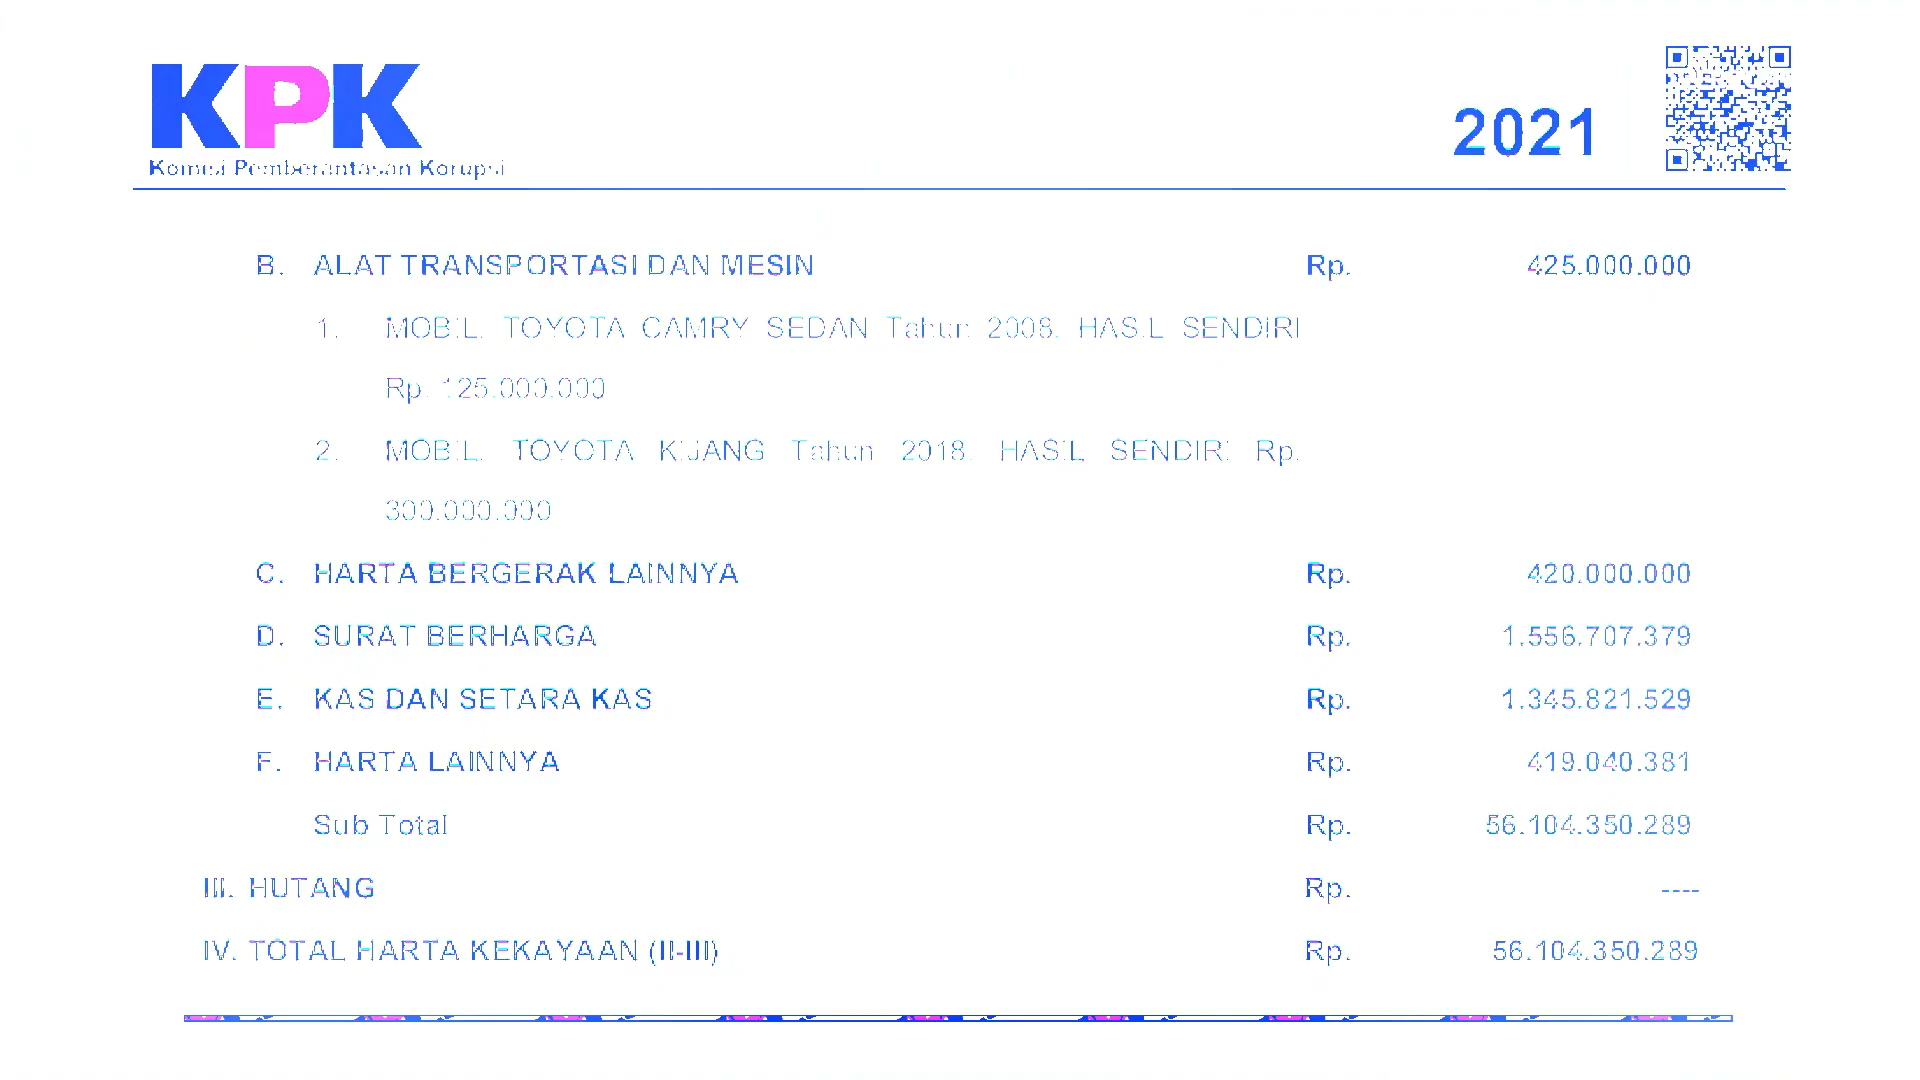 KPK
Komisi Pemberantasan Korupsi
2021
B. ALAT TRANSPORTASI DAN MESIN Rp. 425.000.000
1. MOBIL, TOYOTA CAMRY SEDAN Tahun 2008, HASIL SENDIRI
Rp. 125.000.000
2. MOBIL, TOYOTA KIJANG Tahun 2018, HASIL SENDIRI Rp.
300.000.000
C. HARTA BERGERAK LAINNYA Rp. 420.000.000
D. SURAT BERHARGA Rp. 1.556.707.379
E. KAS DAN SETARA KAS Rp. 1.345.821.529
F. HARTA LAINNYA Rp. 419.040.381
Sub Total Rp. 56.104.350.289
III. HUTANG Rp. ----
IV. TOTAL HARTA KEKAYAAN (II-III) Rp. 56.104.350.289